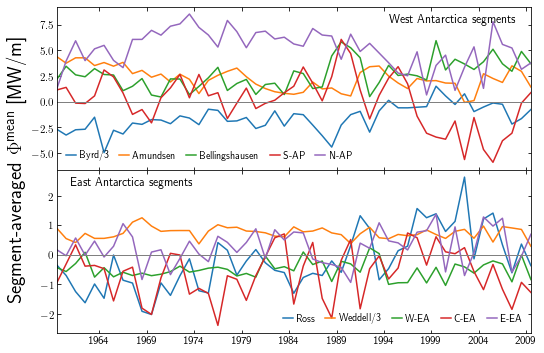 Segment-averaged Φ^mean [MW/m]
West Antarctica segments
7.5
5.0
2.5
0.0
−2.5
−5.0
Byrd/3 Amundsen Bellingshausen S-AP N-AP
East Antarctica segments
2
1
0
−1
−2
Ross Weddell/3 W-EA C-EA E-EA
1964 1969 1974 1979 1984 1989 1994 1999 2004 2009